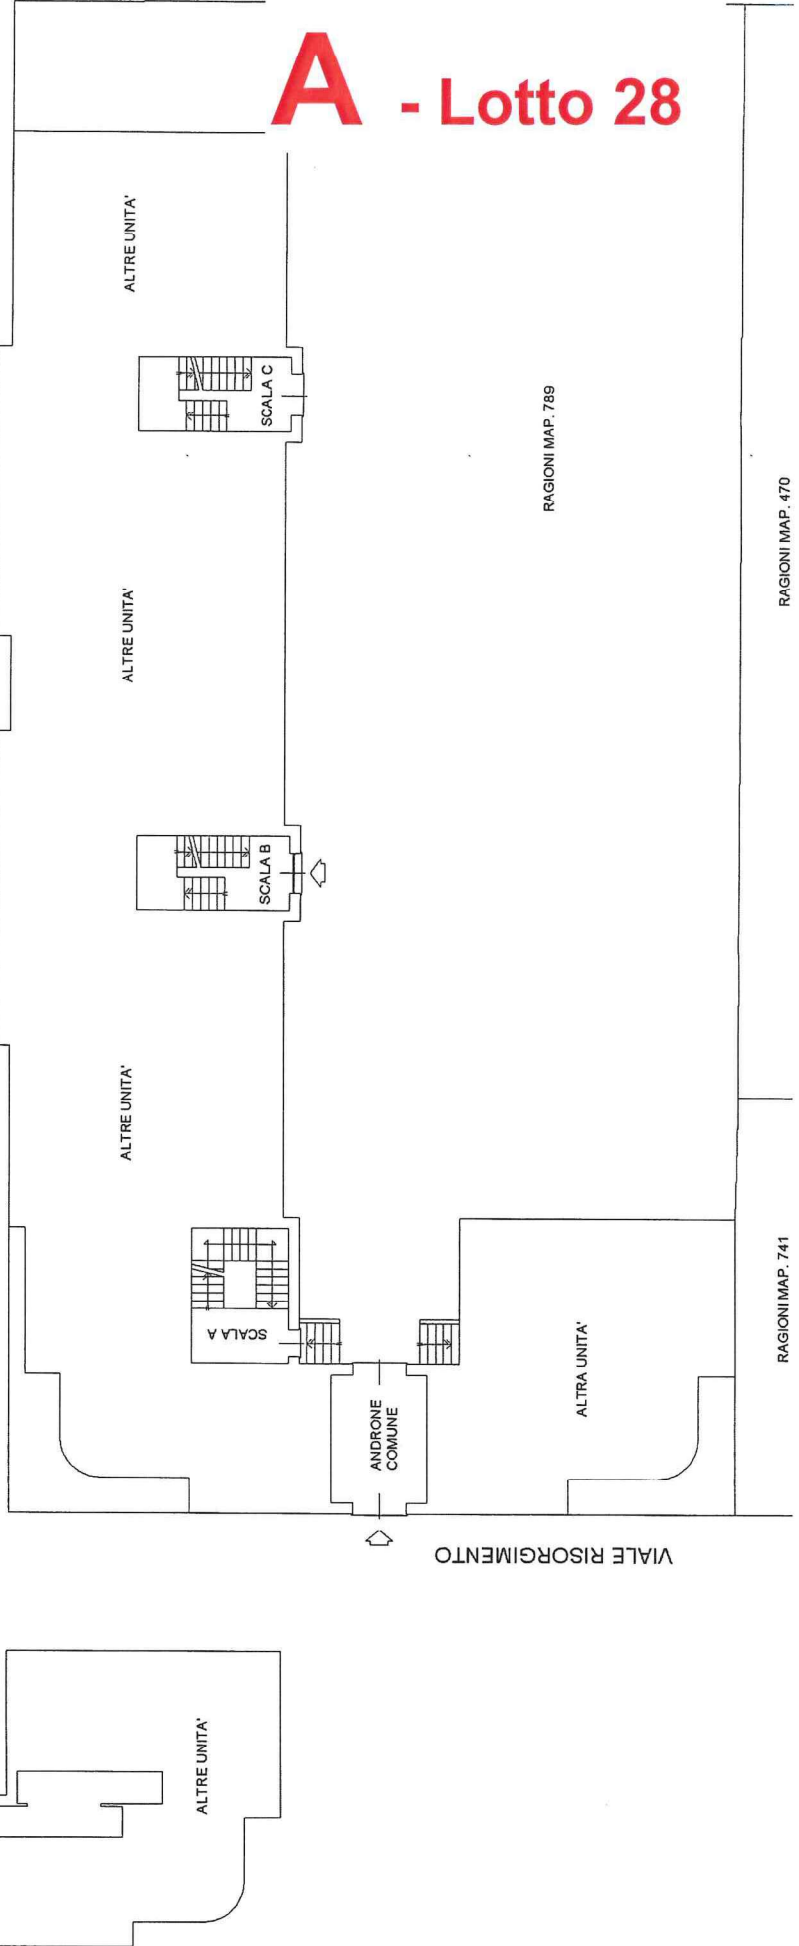 A - Lotto 28
ALTRE UNITA'
SCALA C
RAGIONI MAP. 789
RAGIONI MAP. 470
ALTRE UNITA'
SCALA B
ALTRE UNITA'
SCALA A
ANDRONE
COMUNE
ALTRA UNITA'
RAGIONI MAP. 741
VIALE RISORGIMENTO
ALTRE UNITA'